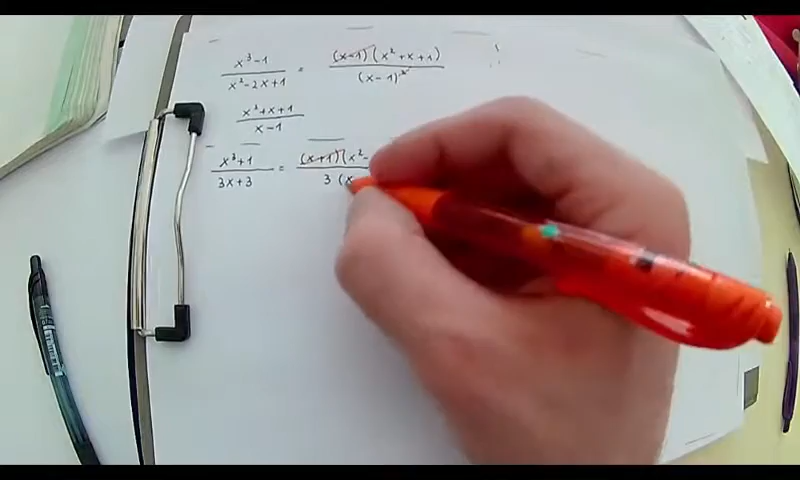 x³-1 / x²-2x+1 = (x-1)(x²+x+1) / (x-1)²
x²+x+1 / x-1
x³+1 / 3x+3 = (x+1)(x²- / 3(x